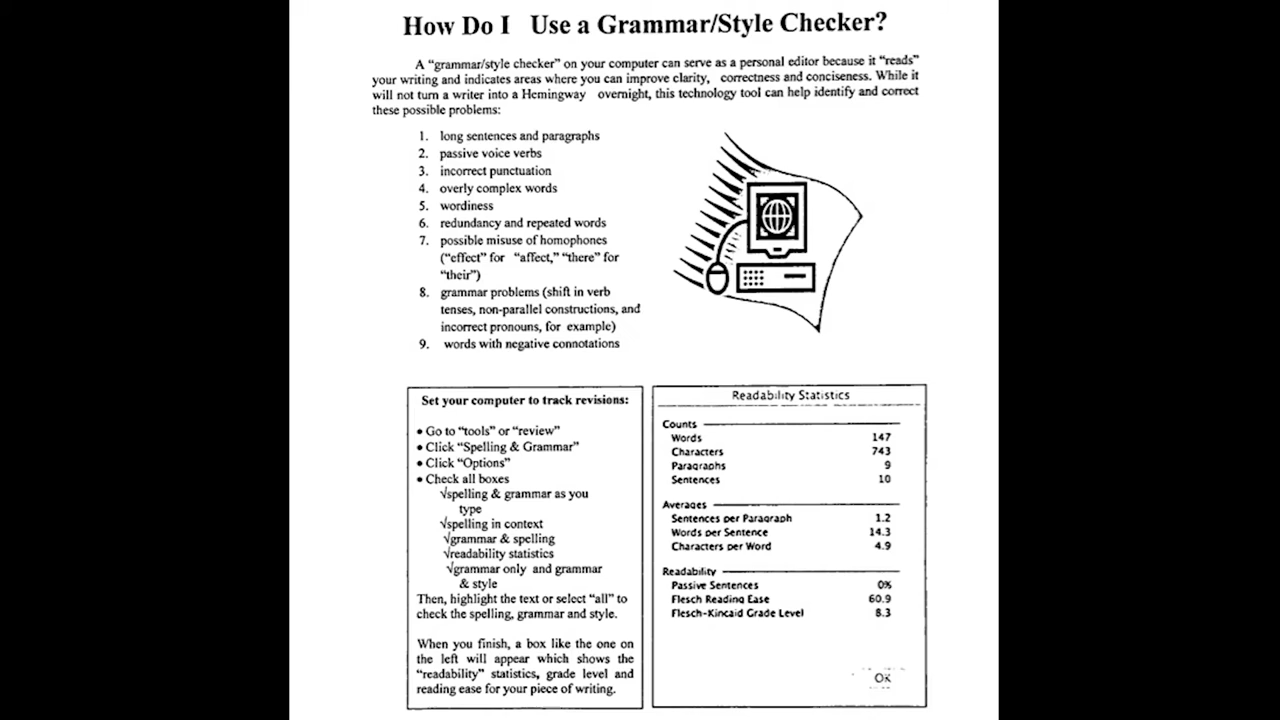 How Do I Use a Grammar/Style Checker?
A “grammar/style checker” on your computer can serve as a personal editor because it “reads”
your writing and indicates areas where you can improve clarity, correctness and conciseness. While it
will not turn a writer into a Hemingway overnight, this technology tool can help identify and correct
these possible problems:
1. long sentences and paragraphs
2. passive voice verbs
3. incorrect punctuation
4. overly complex words
5. wordiness
6. redundancy and repeated words
7. possible misuse of homophones
(“effect” for “affect,” “there” for
“their”)
8. grammar problems (shift in verb
tenses, non-parallel constructions, and
incorrect pronouns, for example)
9. words with negative connotations
Set your computer to track revisions:
• Go to “tools” or “review”
• Click “Spelling & Grammar”
• Click “Options”
• Check all boxes
√spelling & grammar as you
type
√spelling in context
√grammar & spelling
√readability statistics
√grammar only and grammar
& style
Then, highlight the text or select “all” to
check the spelling, grammar and style.
When you finish, a box like the one on
the left will appear which shows the
“readability” statistics, grade level and
reading ease for your piece of writing.
Readability Statistics
Counts
Words 147
Characters 743
Paragraphs 9
Sentences 10
Averages
Sentences per Paragraph 1.2
Words per Sentence 14.3
Characters per Word 4.9
Readability
Passive Sentences 0%
Flesch Reading Ease 60.9
Flesch-Kincaid Grade Level 8.3
OK